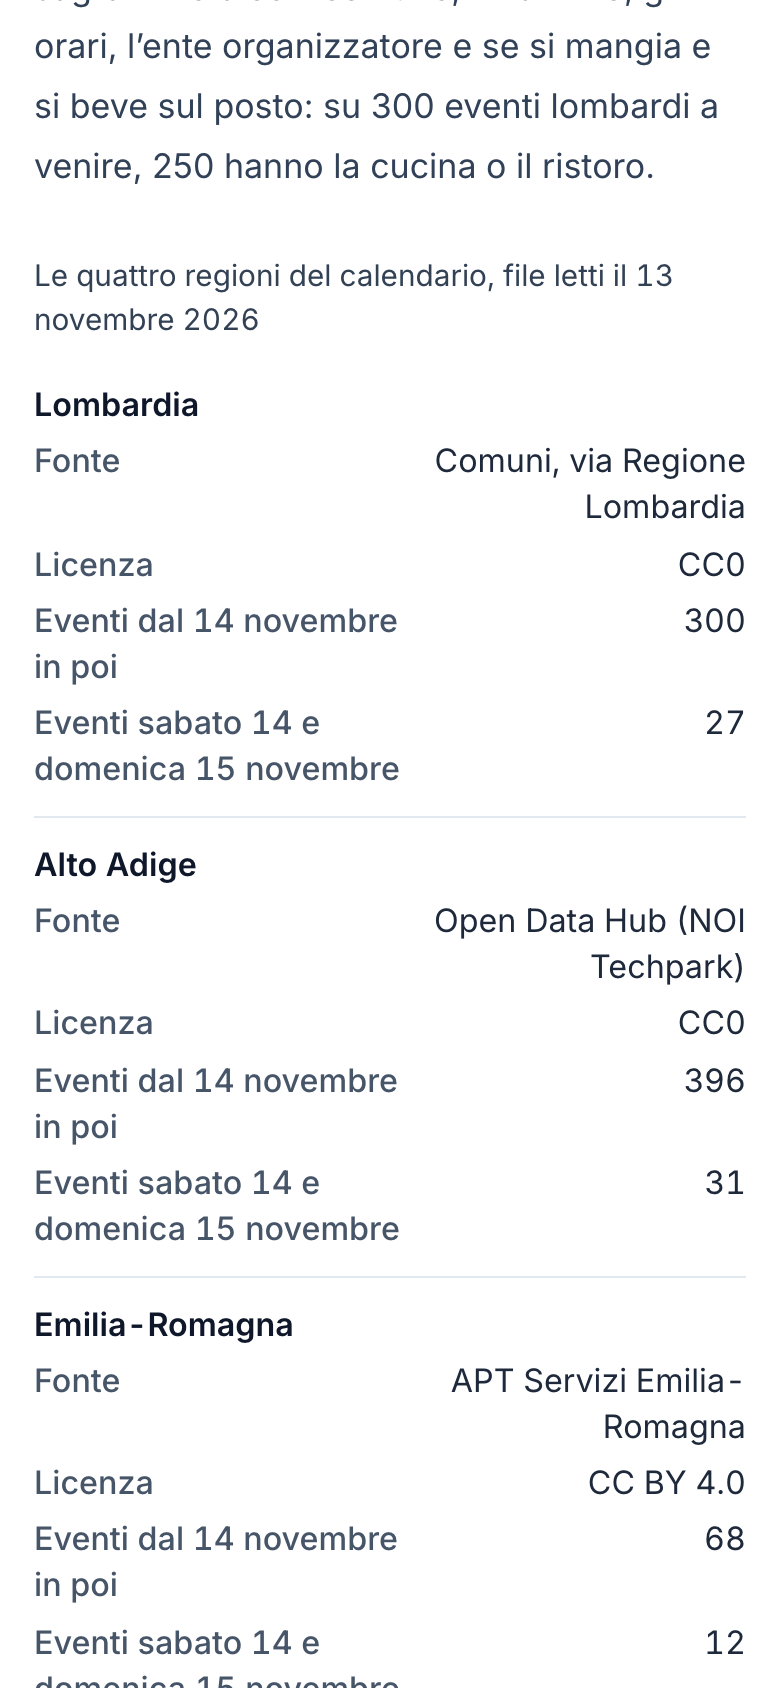 orari, l’ente organizzatore e se si mangia e
si beve sul posto: su 300 eventi lombardi a
venire, 250 hanno la cucina o il ristoro.
Le quattro regioni del calendario, file letti il 13
novembre 2026
Lombardia
Fonte Comuni, via Regione
Lombardia
Licenza CC0
Eventi dal 14 novembre 300
in poi
Eventi sabato 14 e 27
domenica 15 novembre
Alto Adige
Fonte Open Data Hub (NOI
Techpark)
Licenza CC0
Eventi dal 14 novembre 396
in poi
Eventi sabato 14 e 31
domenica 15 novembre
Emilia-Romagna
Fonte APT Servizi Emilia-
Romagna
Licenza CC BY 4.0
Eventi dal 14 novembre 68
in poi
Eventi sabato 14 e 12
domenica 15 novembre